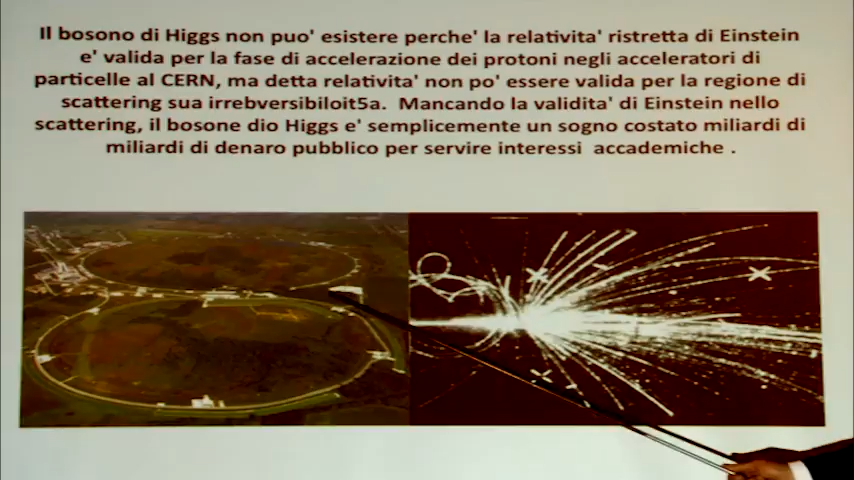 Il bosono di Higgs non puo' esistere perche' la relativita' ristretta di Einstein
e' valida per la fase di accelerazione dei protoni negli acceleratori di
particelle al CERN, ma detta relativita' non po' essere valida per la regione di
scattering sua irrebversibiloit5a. Mancando la validita' di Einstein nello
scattering, il bosone dio Higgs e' semplicemente un sogno costato miliardi di
miliardi di denaro pubblico per servire interessi accademiche .